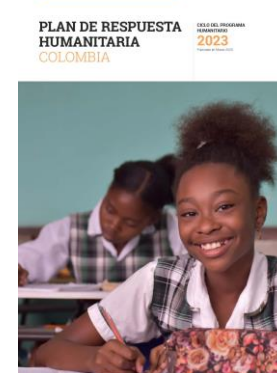 PLAN DE RESPUESTA
HUMANITARIA
COLOMBIA
CICLO DEL PROGRAMA
HUMANITARIO
2023